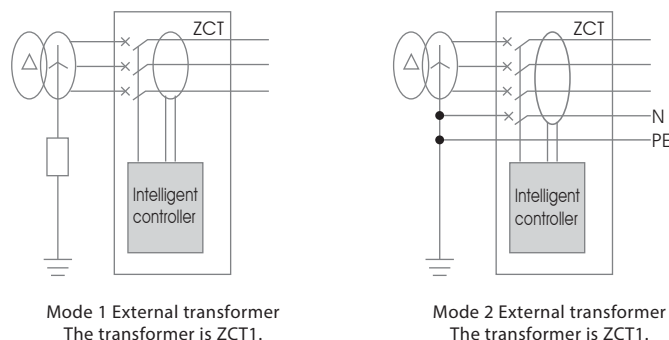 ZCT
Intelligent
controller
Mode 1 External transformer
The transformer is ZCT1.
ZCT
N
PE
Intelligent
controller
Mode 2 External transformer
The transformer is ZCT1.